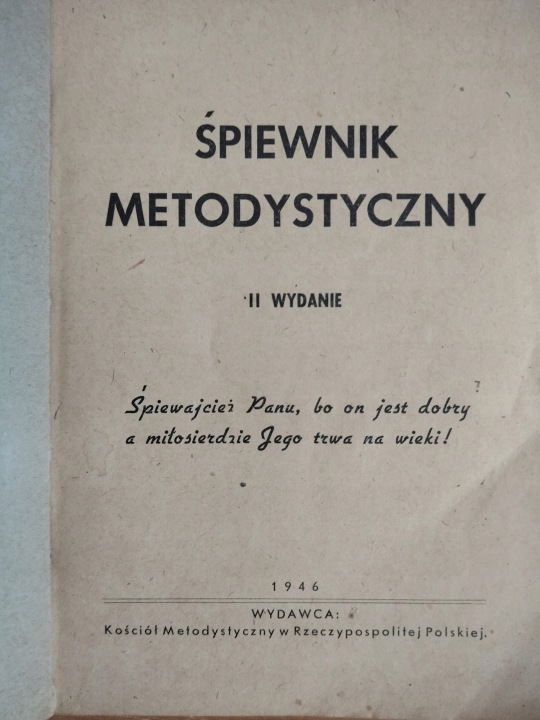 ŚPIEWNIK
METODYSTYCZNY
II WYDANIE
Śpiewajcież Panu, bo on jest dobry
a miłosierdzie Jego trwa na wieki!
1946
WYDAWCA:
Kościół Metodystyczny w Rzeczypospolitej Polskiej.